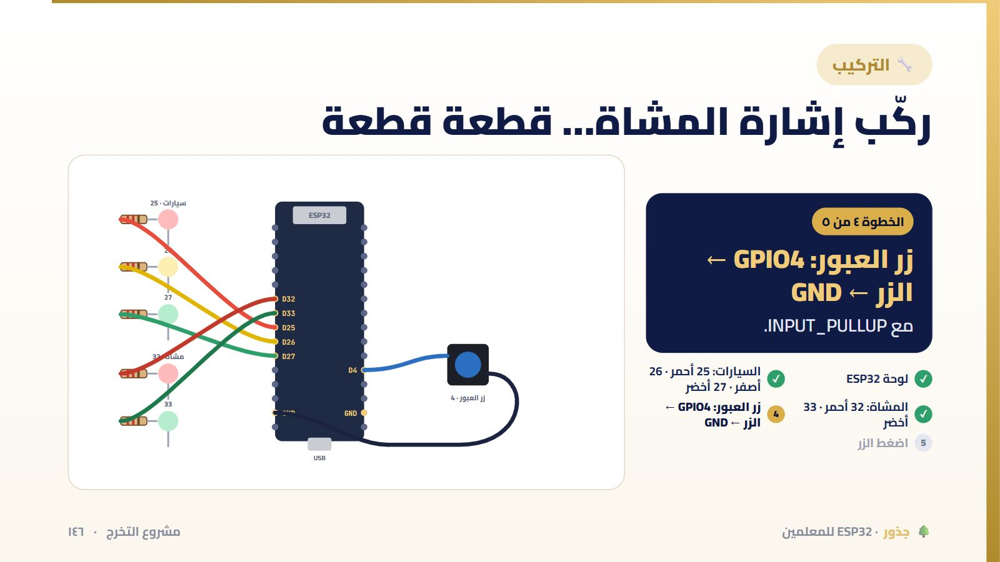 التركيب
ركّب إشارة المشاة... قطعة قطعة
الخطوة ٤ من ٥
زر العبور: GPIO4 ←
الزر ← GND
مع INPUT_PULLUP.
لوحة ESP32
السيارات: 25 أحمر · 26
أصفر · 27 أخضر
المشاة: 32 أحمر · 33
أخضر
4
زر العبور: GPIO4 ←
الزر ← GND
5
اضغط الزر
سيارات · 25
27
مشاة · 32
33
ESP32
D32
D33
D25
D26
D27
D4
GND
USB
زر العبور · 4
جذور · ESP32 للمعلمين
مشروع التخرج · ١٤٦